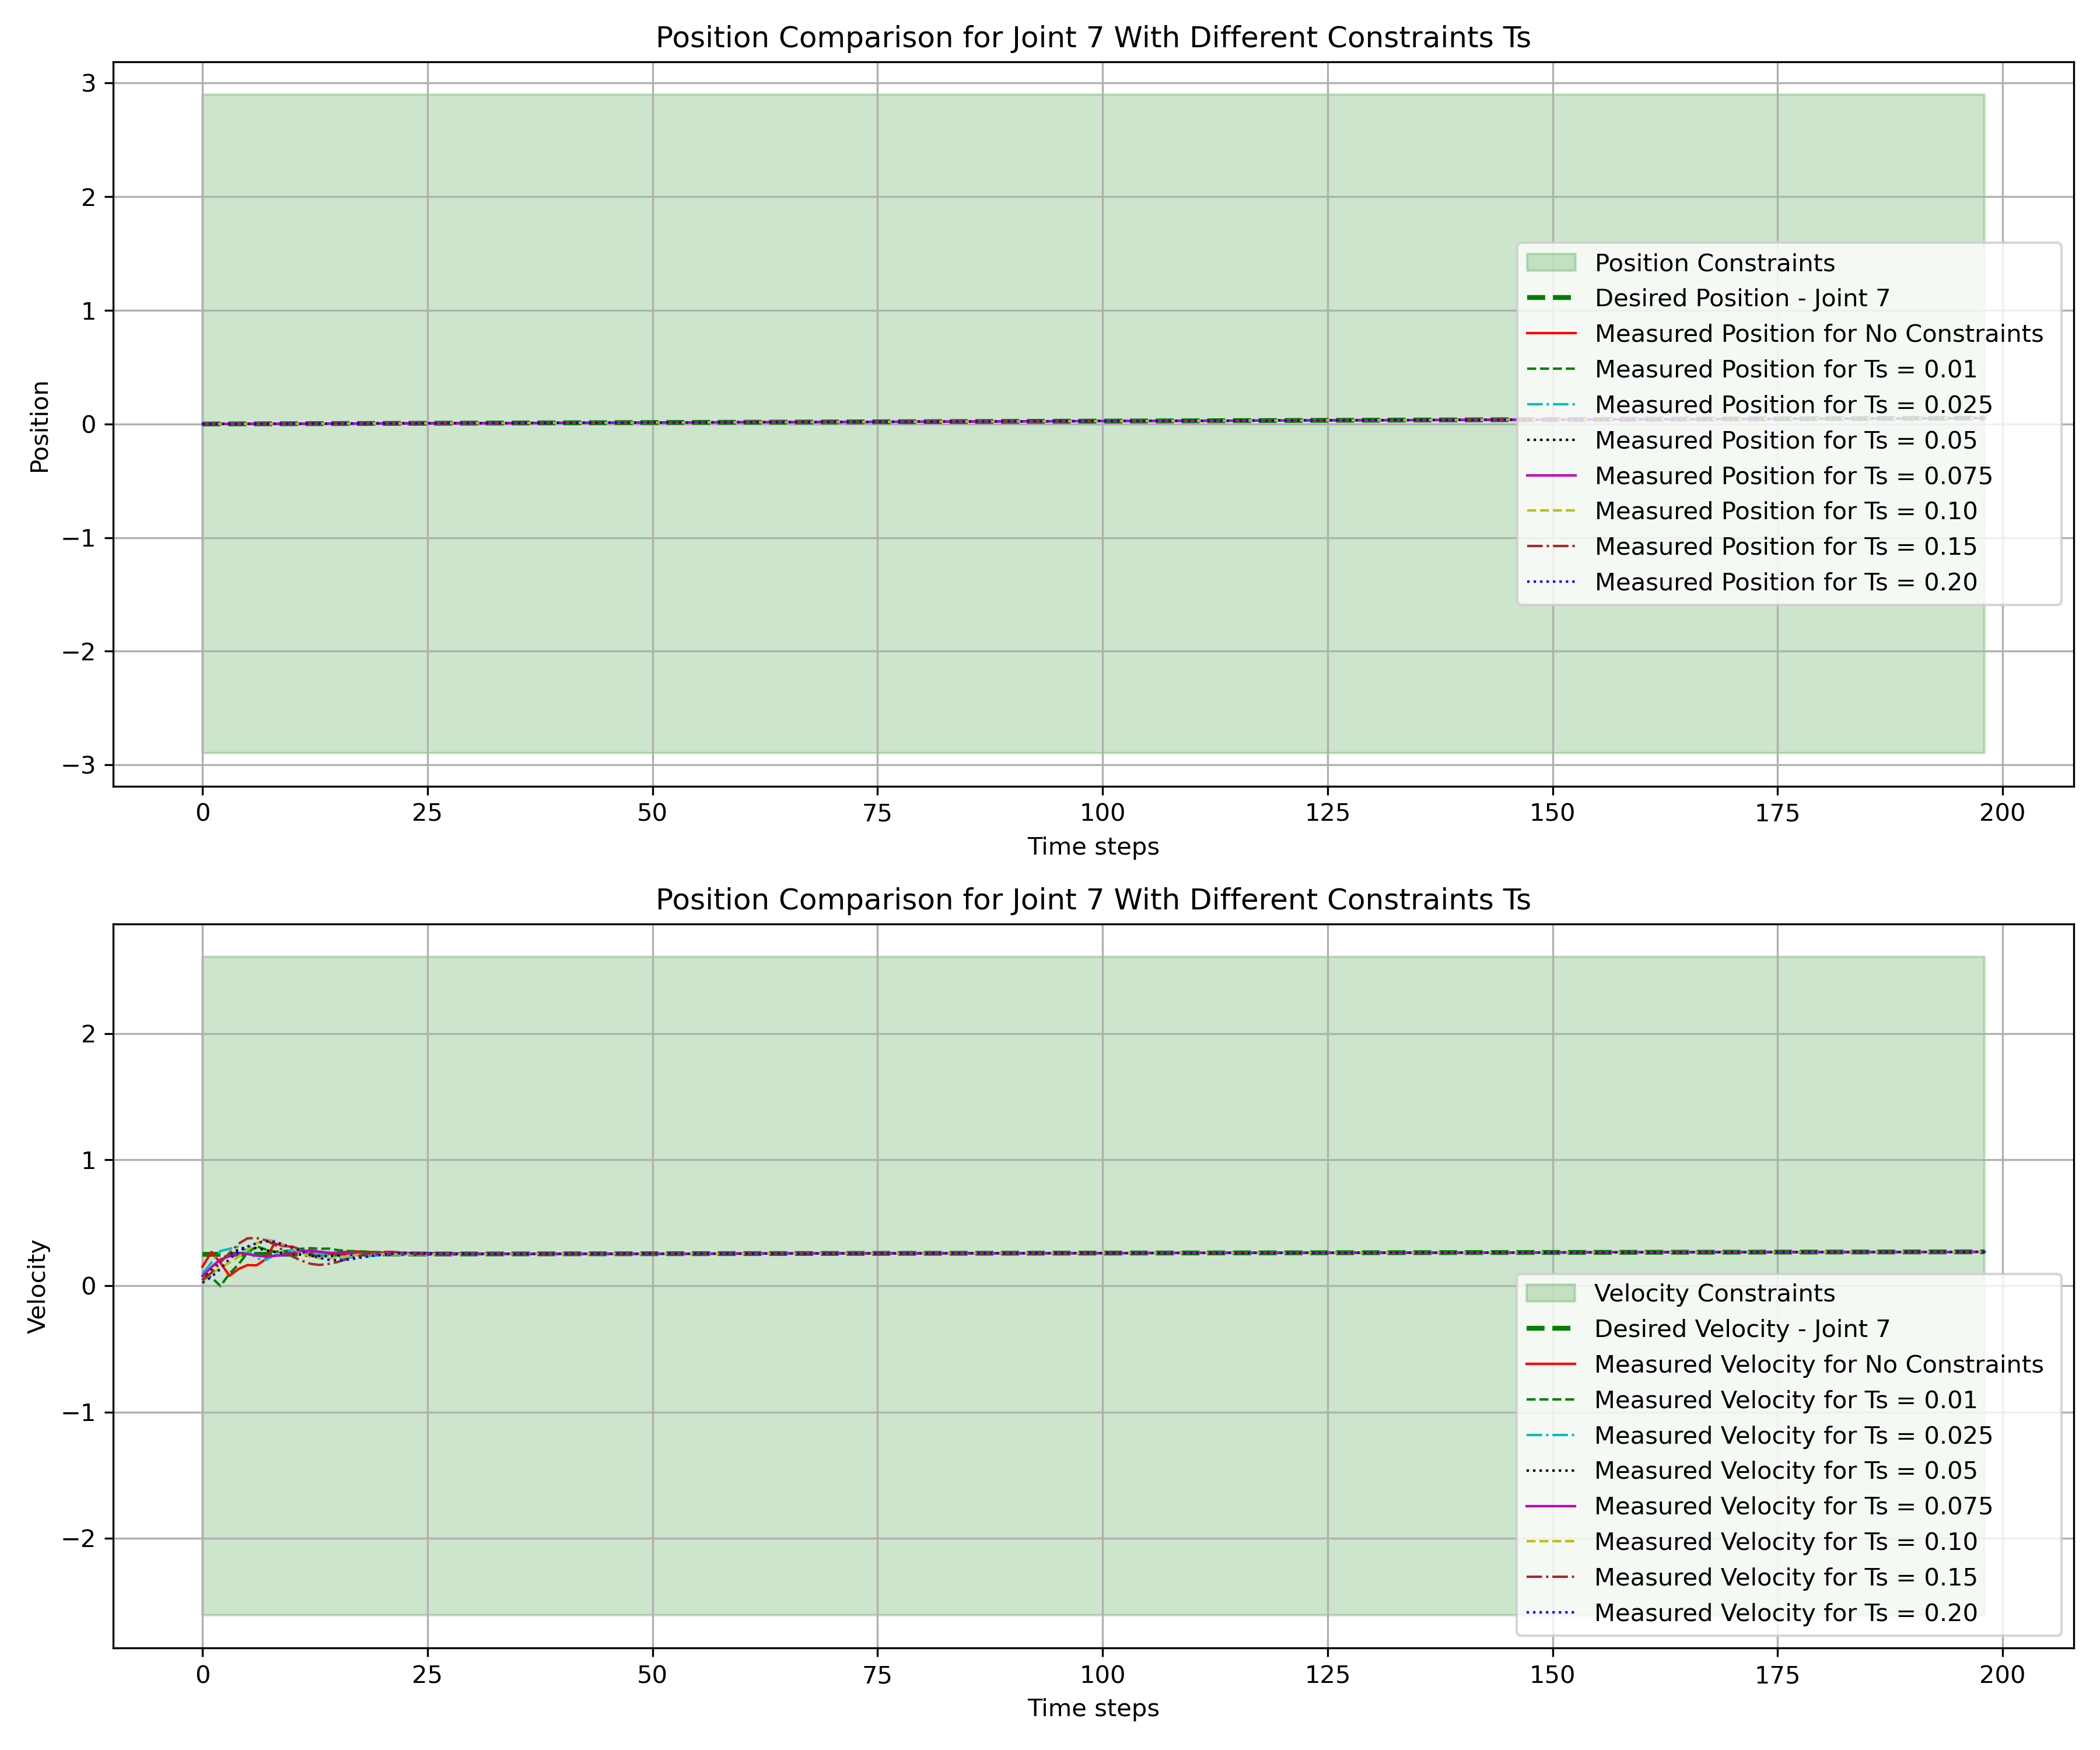 Position Comparison for Joint 7 With Different Constraints Ts
3
2
1
0
−1
−2
−3
Position
Position Constraints
Desired Position - Joint 7
Measured Position for No Constraints
Measured Position for Ts = 0.01
Measured Position for Ts = 0.025
Measured Position for Ts = 0.05
Measured Position for Ts = 0.075
Measured Position for Ts = 0.10
Measured Position for Ts = 0.15
Measured Position for Ts = 0.20
0 25 50 75 100 125 150 175 200
Time steps
Position Comparison for Joint 7 With Different Constraints Ts
2
1
0
−1
−2
Velocity
Velocity Constraints
Desired Velocity - Joint 7
Measured Velocity for No Constraints
Measured Velocity for Ts = 0.01
Measured Velocity for Ts = 0.025
Measured Velocity for Ts = 0.05
Measured Velocity for Ts = 0.075
Measured Velocity for Ts = 0.10
Measured Velocity for Ts = 0.15
Measured Velocity for Ts = 0.20
0 25 50 75 100 125 150 175 200
Time steps